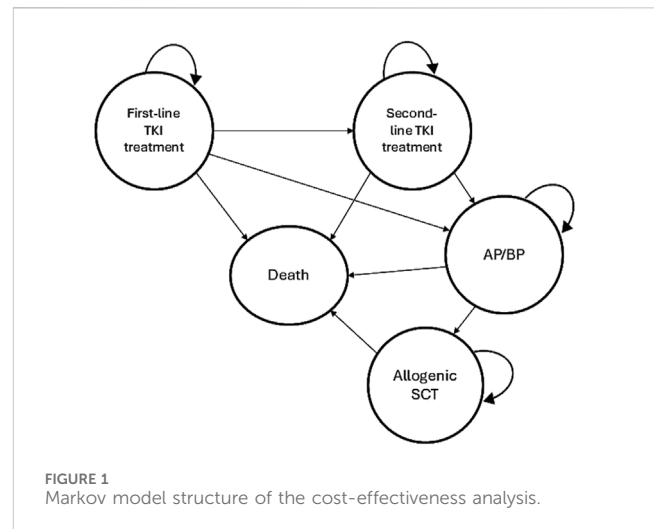 First-line
TKI
treatment
Second-
line TKI
treatment
Death
AP/BP
Allogenic
SCT
FIGURE 1
Markov model structure of the cost-effectiveness analysis.